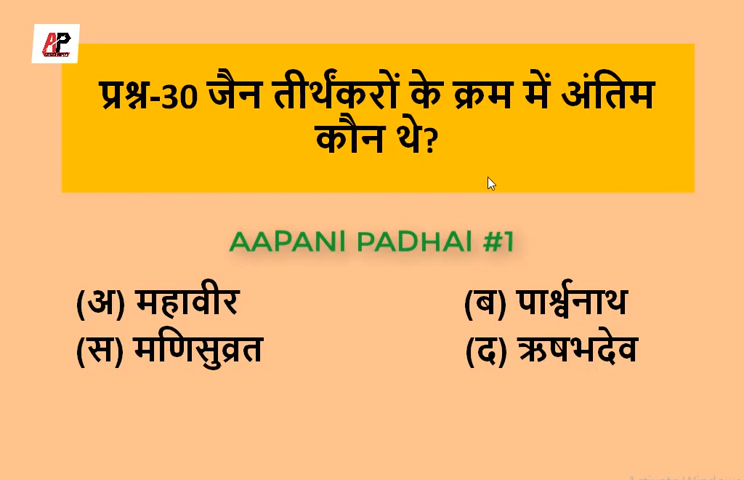 AP
प्रश्न-30 जैन तीर्थंकरों के क्रम में अंतिम
कौन थे?
AAPANI PADHAI #1
(अ) महावीर (ब) पार्श्वनाथ
(स) मणिसुव्रत (द) ऋषभदेव